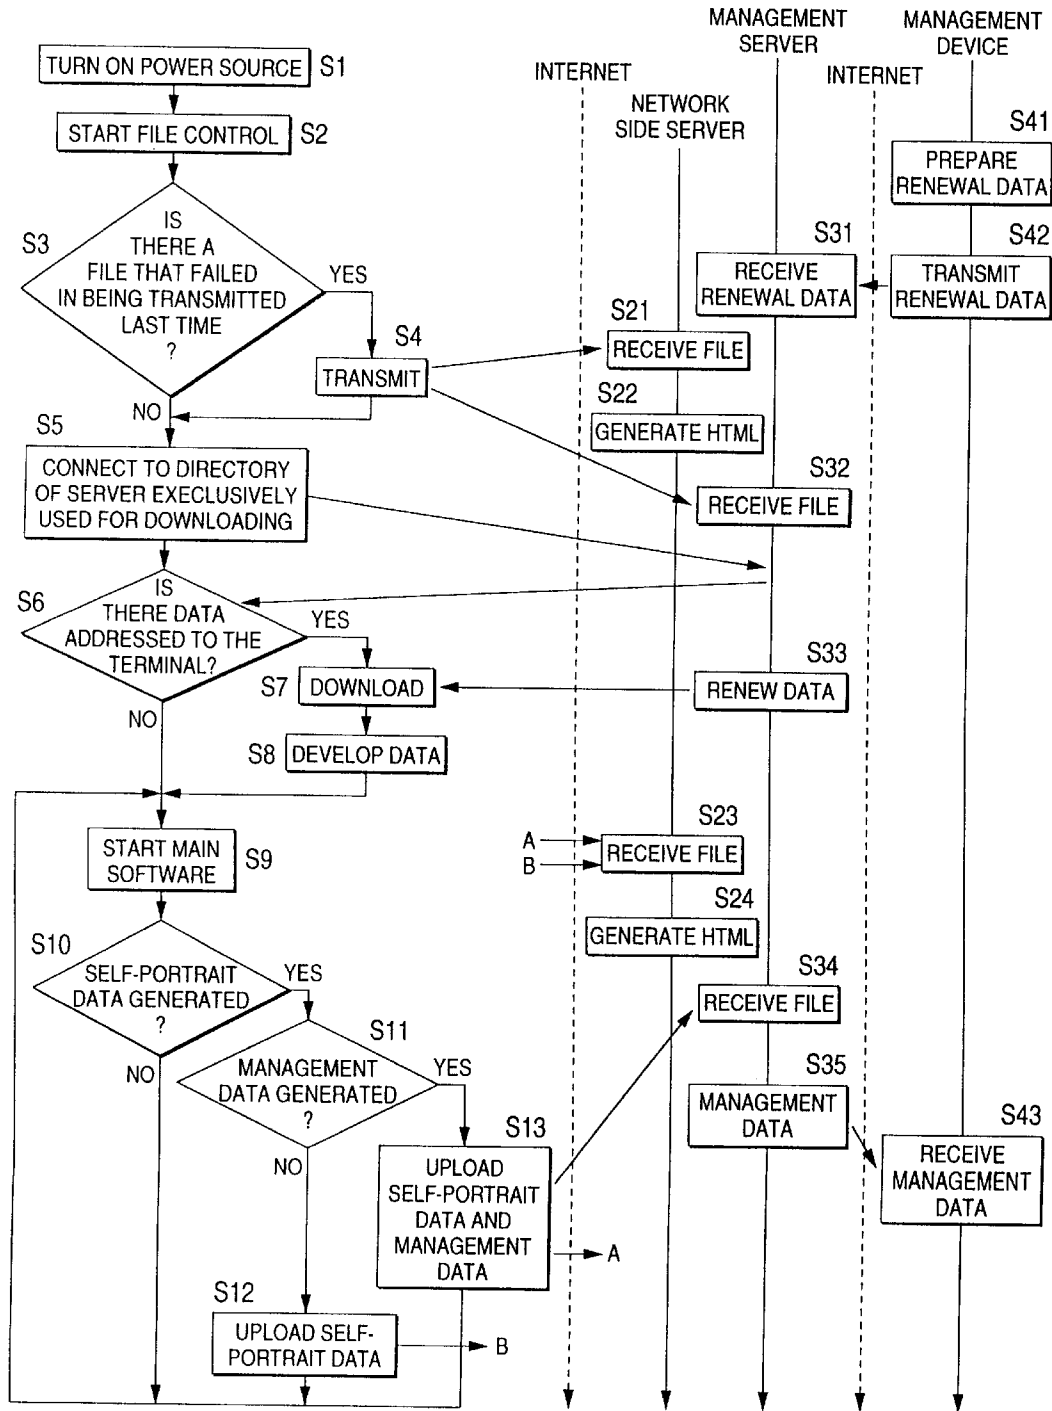 MANAGEMENT
SERVER
MANAGEMENT
DEVICE
INTERNET
INTERNET
NETWORK
SIDE SERVER
TURN ON POWER SOURCE
S1
START FILE CONTROL
S2
S3
IS
THERE A
FILE THAT FAILED
IN BEING TRANSMITTED
LAST TIME
?
YES
NO
S4
TRANSMIT
S41
PREPARE
RENEWAL DATA
S42
TRANSMIT
RENEWAL DATA
S31
RECEIVE
RENEWAL DATA
S21
RECEIVE FILE
S22
GENERATE HTML
S32
RECEIVE FILE
S5
CONNECT TO DIRECTORY
OF SERVER EXECLUSIVELY
USED FOR DOWNLOADING
S6
IS
THERE DATA
ADDRESSED TO THE
TERMINAL?
YES
NO
S7
DOWNLOAD
S33
RENEW DATA
S8
DEVELOP DATA
START MAIN
SOFTWARE
S9
S23
A
B
RECEIVE FILE
S24
GENERATE HTML
S10
SELF-PORTRAIT
DATA GENERATED
?
YES
NO
S34
RECEIVE FILE
S11
MANAGEMENT
DATA GENERATED
?
YES
NO
S35
MANAGEMENT
DATA
S43
RECEIVE
MANAGEMENT
DATA
S13
UPLOAD
SELF-PORTRAIT
DATA AND
MANAGEMENT
DATA
A
S12
UPLOAD SELF-
PORTRAIT DATA
B